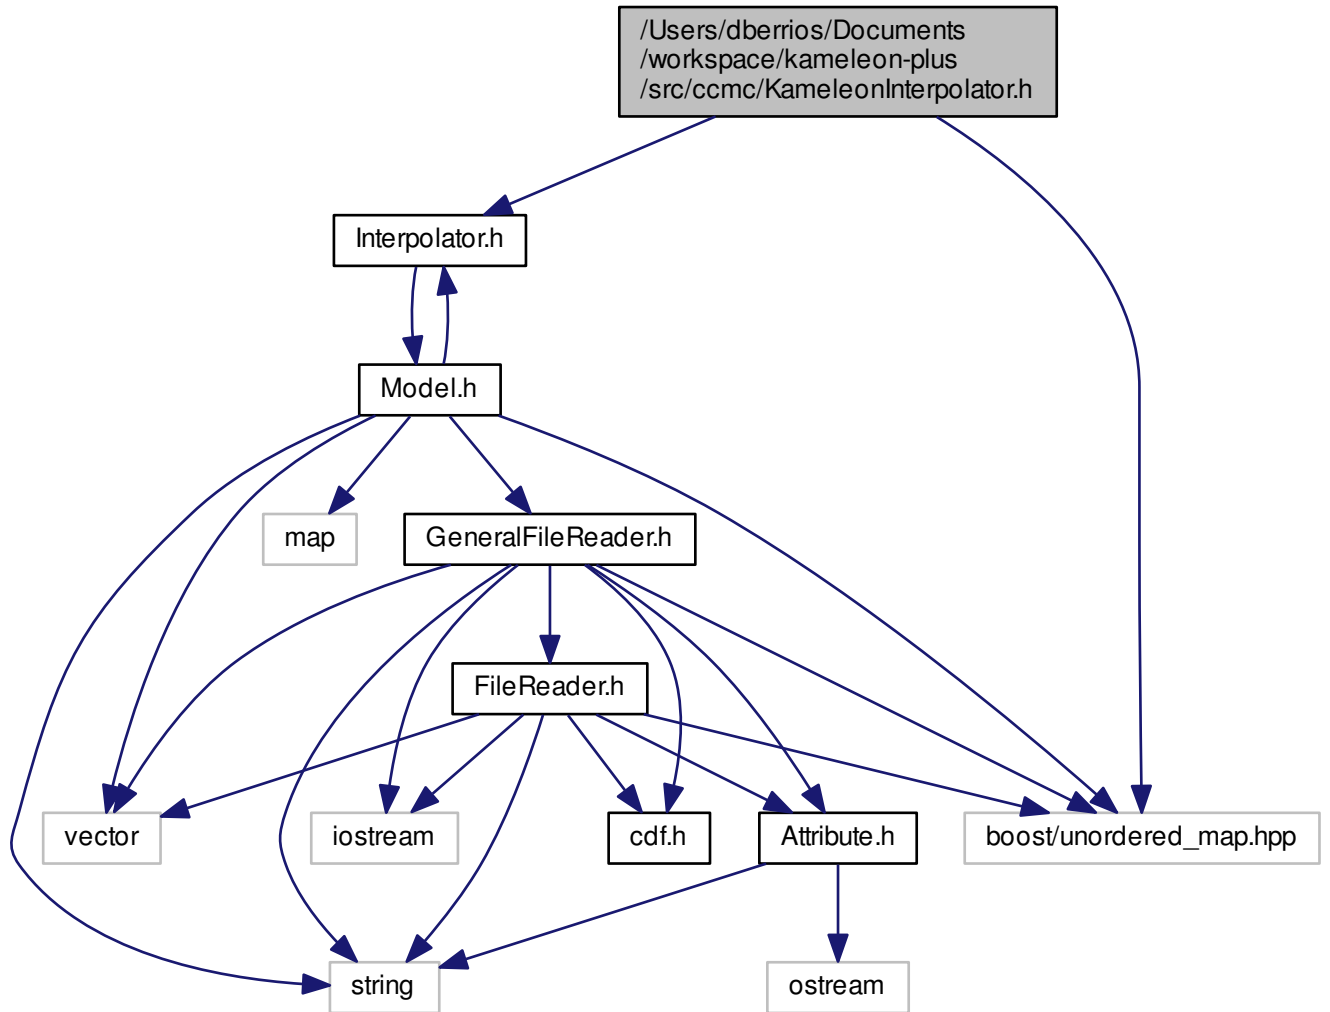 /Users/dberrios/Documents
/workspace/kameleon-plus
/src/ccmc/KameleonInterpolator.h
Interpolator.h
Model.h
map
GeneralFileReader.h
FileReader.h
vector
iostream
cdf.h
Attribute.h
boost/unordered_map.hpp
string
ostream